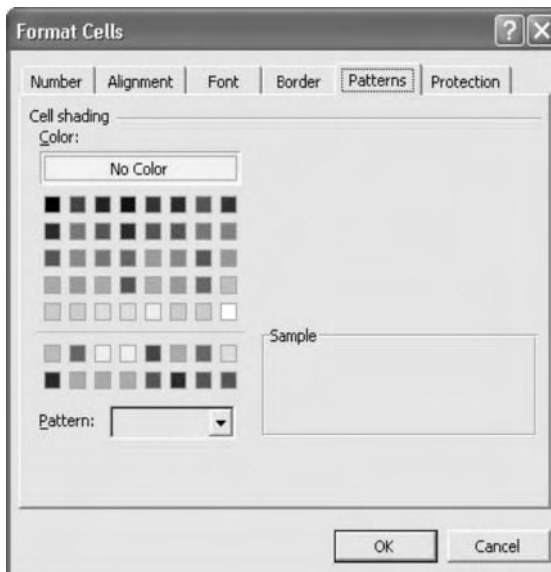 Format Cells
Number Alignment Font Border Patterns Protection
Cell shading
Color:
No Color
Sample
Pattern:
OK Cancel